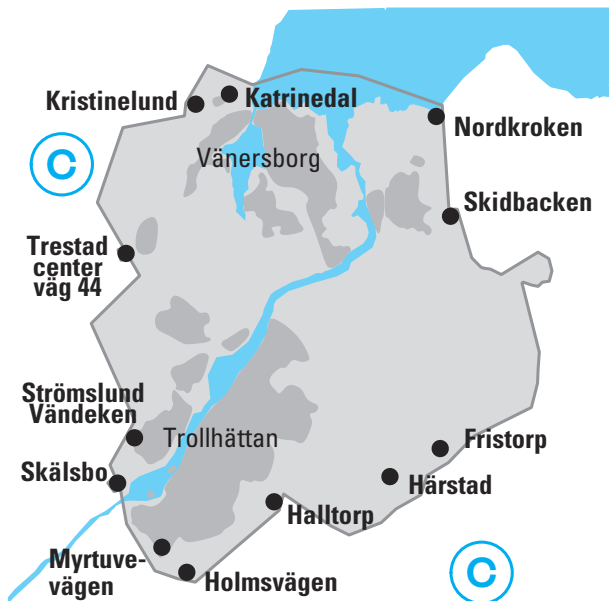 Kristinelund
Katrinedal
Nordkroken
C
Vänersborg
Skidbacken
Trestad
center
väg 44
Strömslund
Vändeken
Trollhättan
Fristorp
Skälsbo
Härstad
Halltorp
Myrtuve-
vägen
Holmsvägen
C